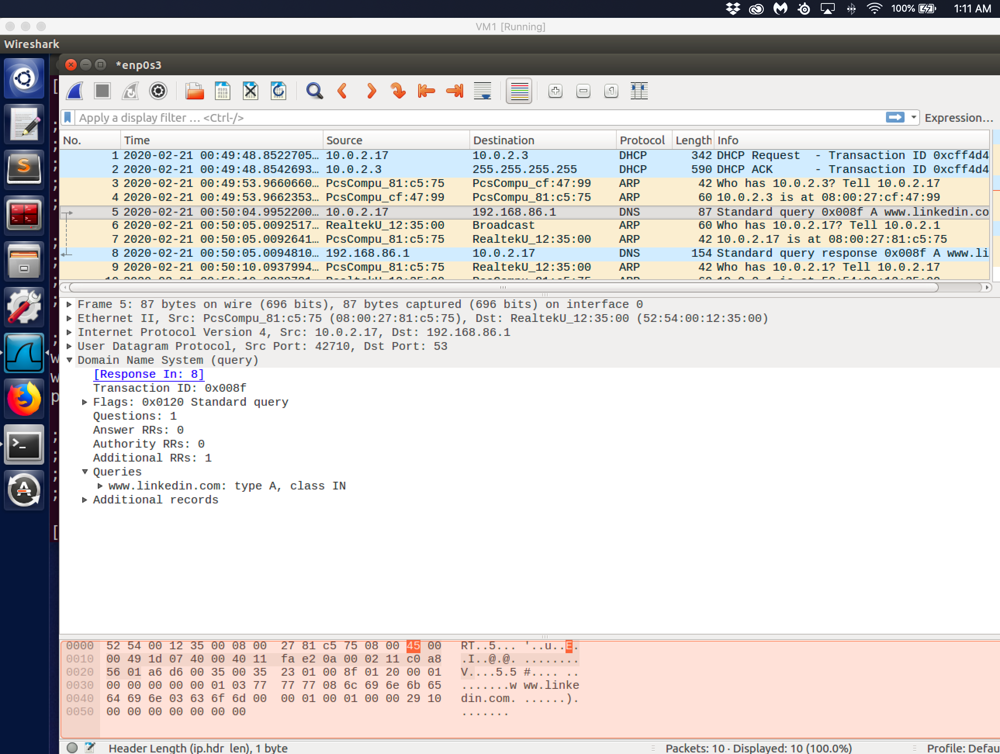 100% 1:11 AM
VM1 [Running]
Wireshark
*enp0s3
Apply a display filter … <Ctrl-/> Expression…
No. Time Source Destination Protocol Length Info
1 2020-02-21 00:49:48.8522705… 10.0.2.17 10.0.2.3 DHCP 342 DHCP Request - Transaction ID 0xcff4d4
2 2020-02-21 00:49:48.8542693… 10.0.2.3 255.255.255.255 DHCP 590 DHCP ACK - Transaction ID 0xcff4d4
3 2020-02-21 00:49:53.9660660… PcsCompu_81:c5:75 PcsCompu_cf:47:99 ARP 42 Who has 10.0.2.3? Tell 10.0.2.17
4 2020-02-21 00:49:53.9662353… PcsCompu_cf:47:99 PcsCompu_81:c5:75 ARP 60 10.0.2.3 is at 08:00:27:cf:47:99
5 2020-02-21 00:50:04.9952200… 10.0.2.17 192.168.86.1 DNS 87 Standard query 0x008f A www.linkedin.co
6 2020-02-21 00:50:05.0092517… RealtekU_12:35:00 Broadcast ARP 60 Who has 10.0.2.17? Tell 10.0.2.1
7 2020-02-21 00:50:05.0092641… PcsCompu_81:c5:75 RealtekU_12:35:00 ARP 42 10.0.2.17 is at 08:00:27:81:c5:75
8 2020-02-21 00:50:05.0094810… 192.168.86.1 10.0.2.17 DNS 154 Standard query response 0x008f A www.li
9 2020-02-21 00:50:10.0937994… PcsCompu_81:c5:75 RealtekU_12:35:00 ARP 42 Who has 10.0.2.1? Tell 10.0.2.17
Frame 5: 87 bytes on wire (696 bits), 87 bytes captured (696 bits) on interface 0
Ethernet II, Src: PcsCompu_81:c5:75 (08:00:27:81:c5:75), Dst: RealtekU_12:35:00 (52:54:00:12:35:00)
Internet Protocol Version 4, Src: 10.0.2.17, Dst: 192.168.86.1
User Datagram Protocol, Src Port: 42710, Dst Port: 53
Domain Name System (query)
[Response In: 8]
Transaction ID: 0x008f
Flags: 0x0120 Standard query
Questions: 1
Answer RRs: 0
Authority RRs: 0
Additional RRs: 1
Queries
www.linkedin.com: type A, class IN
Additional records
0000 52 54 00 12 35 00 08 00 27 81 c5 75 08 00 45 00 RT..5... '..u..E.
0010 00 49 1d 07 40 00 40 11 fa e2 0a 00 02 11 c0 a8 .I..@.@. ........
0020 56 01 a6 d6 00 35 00 35 23 01 00 8f 01 20 00 01 V....5.5 #.... ..
0030 00 00 00 00 00 01 03 77 77 77 08 6c 69 6e 6b 65 .......w ww.linke
0040 64 69 6e 03 63 6f 6d 00 00 01 00 01 00 00 29 10 din.com. ......).
0050 00 00 00 00 00 00 00 .......
Header Length (ip.hdr_len), 1 byte Packets: 10 · Displayed: 10 (100.0%) Profile: Defau